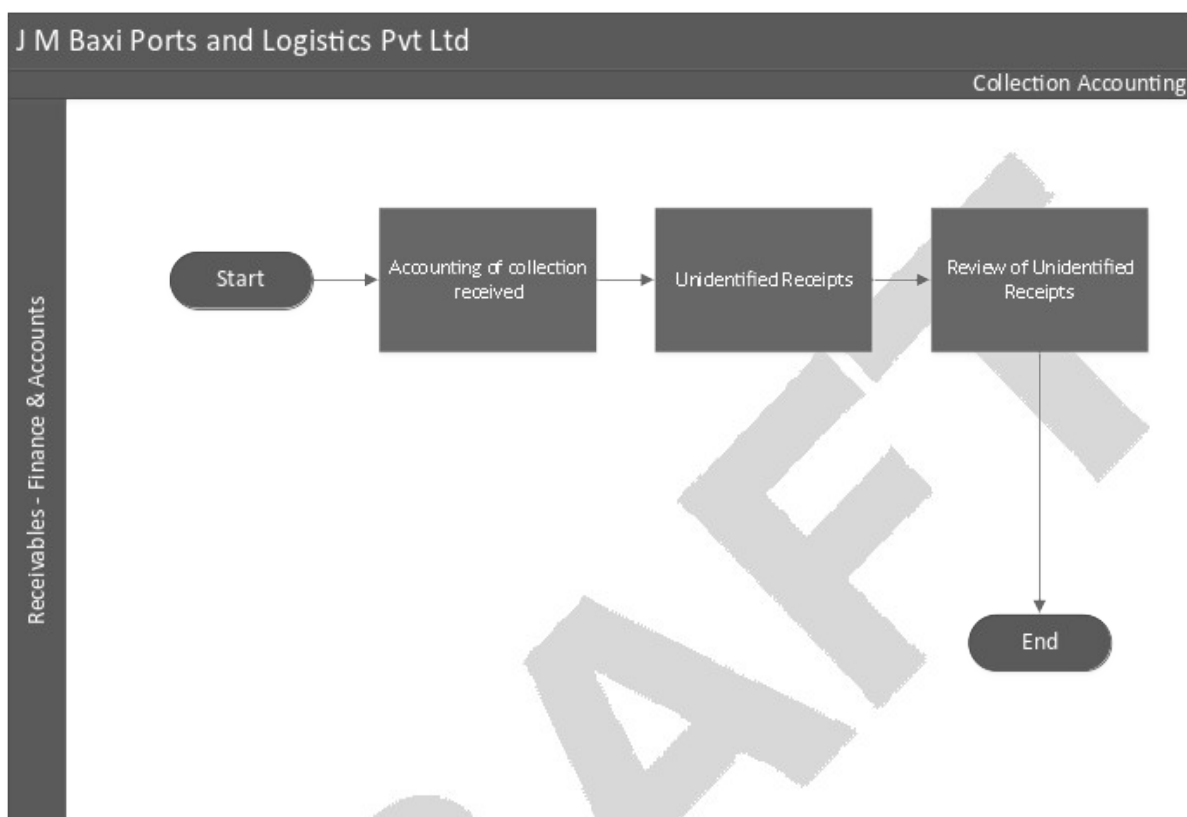 J M Baxi Ports and Logistics Pvt Ltd
Collection Accounting
Receivables - Finance & Accounts
Start
Accounting of collection
received
Unidentified Receipts
Review of Unidentified
Receipts
End